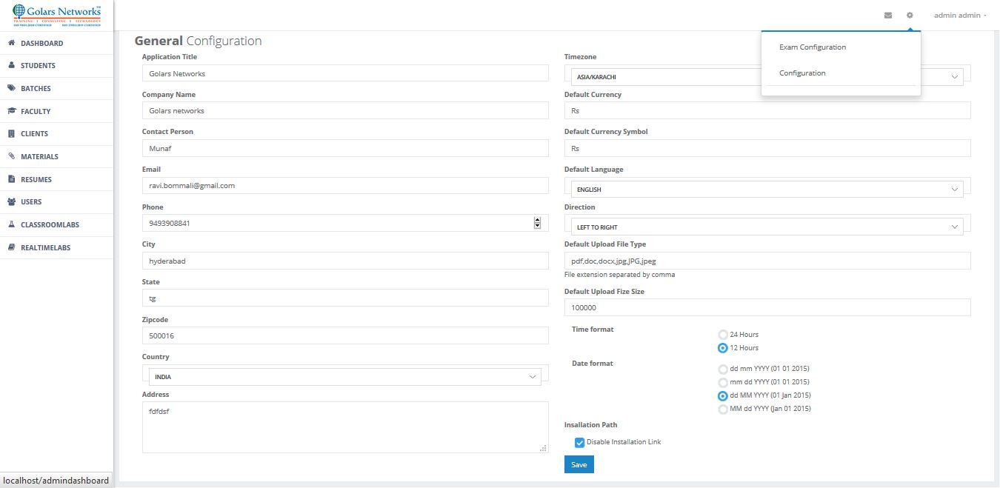 Golars Networks™
TRAINING | CONSULTING | TECHNOLOGY
admin admin
DASHBOARD
STUDENTS
BATCHES
FACULTY
CLIENTS
MATERIALS
RESUMES
USERS
CLASSROOMLABS
REALTIMELABS
Exam Configuration
Configuration
General Configuration
Application Title
Golars Networks
Company Name
Golars networks
Contact Person
Munaf
Email
ravi.bommali@gmail.com
Phone
9493908841
City
hyderabad
State
tg
Zipcode
500016
Country
INDIA
Address
fdfdsf
Timezone
ASIA/KARACHI
Default Currency
Rs
Default Currency Symbol
Rs
Default Language
ENGLISH
Direction
LEFT TO RIGHT
Default Upload File Type
pdf,doc,docx,jpg,JPG,jpeg
File extension separated by comma
Default Upload Fize Size
100000
Time format
24 Hours
12 Hours
Date format
dd mm YYYY (01 01 2015)
mm dd YYYY (01 01 2015)
dd MM YYYY (01 Jan 2015)
MM dd YYYY (Jan 01 2015)
Insallation Path
Disable Installation Link
Save
localhost/admindashboard